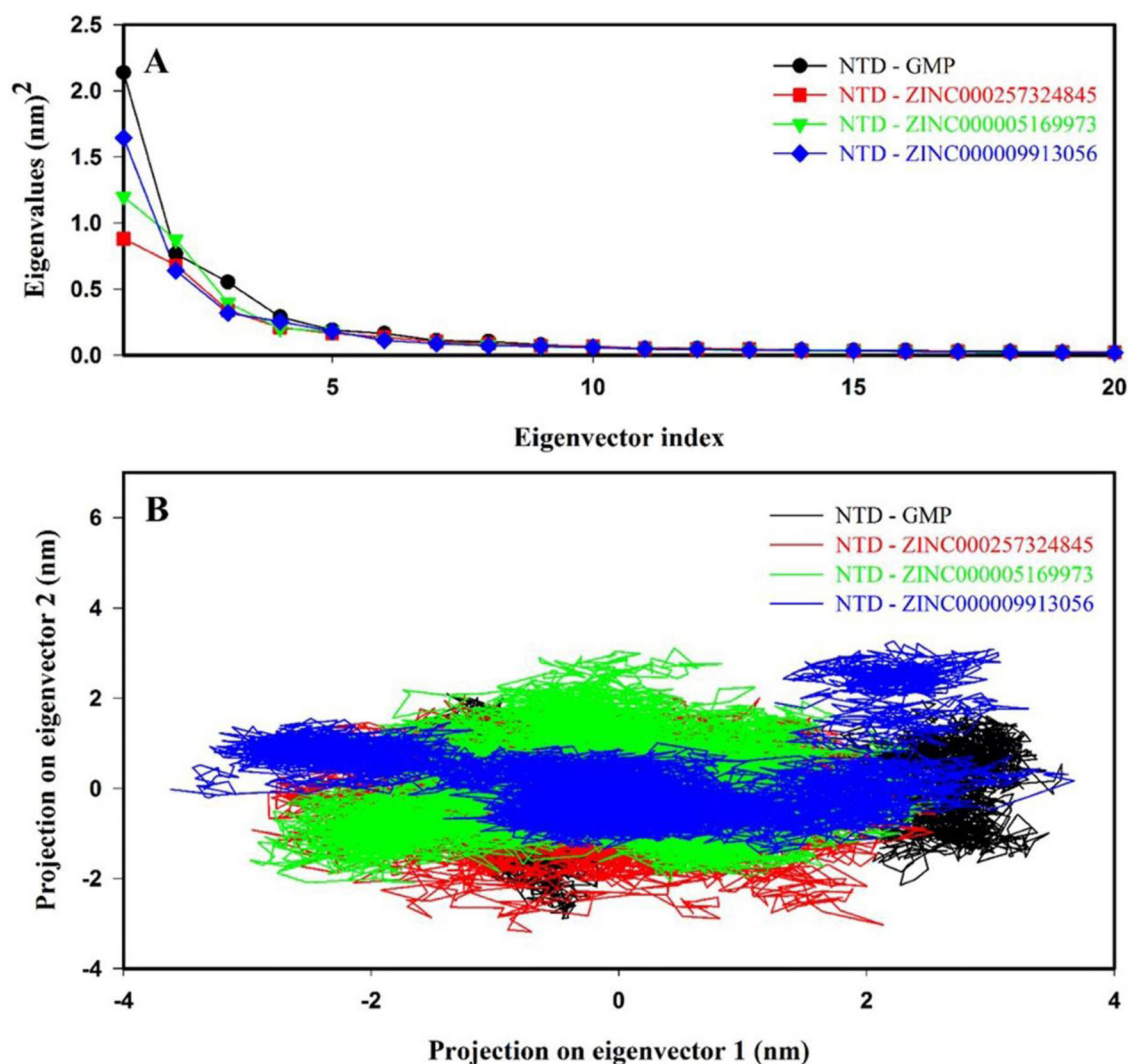 A
2.5
2.0
1.5
1.0
0.5
0.0
Eigenvalues (nm)²
NTD - GMP
NTD - ZINC000257324845
NTD - ZINC000005169973
NTD - ZINC000009913056
5
10
15
20
Eigenvector index
B
6
4
2
0
-2
-4
Projection on eigenvector 2 (nm)
NTD - GMP
NTD - ZINC000257324845
NTD - ZINC000005169973
NTD - ZINC000009913056
-4
-2
0
2
4
Projection on eigenvector 1 (nm)